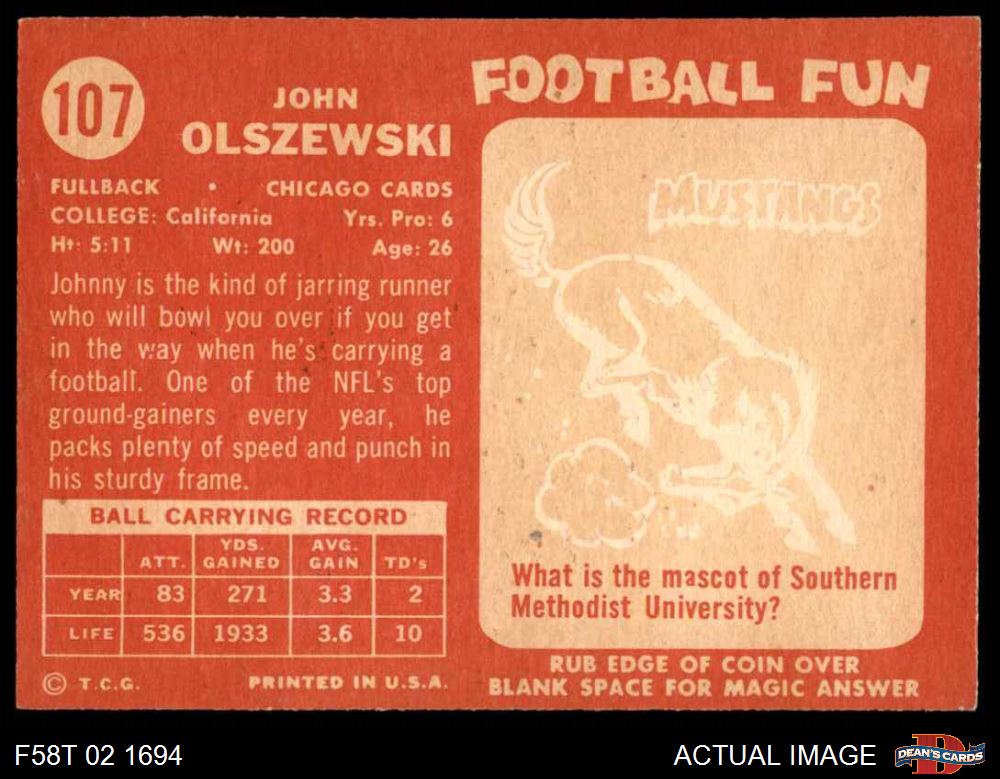 107
JOHN
OLSZEWSKI
FULLBACK • CHICAGO CARDS
COLLEGE: California Yrs. Pro: 6
Ht: 5:11 Wt: 200 Age: 26
Johnny is the kind of jarring runner
who will bowl you over if you get
in the way when he's carrying a
football. One of the NFL's top
ground-gainers every year, he
packs plenty of speed and punch in
his sturdy frame.
BALL CARRYING RECORD
ATT. YDS. GAINED AVG. GAIN TD's
YEAR 83 271 3.3 2
LIFE 536 1933 3.6 10
© T.C.G. PRINTED IN U.S.A.
FOOTBALL FUN
MUSTANGS
What is the mascot of Southern
Methodist University?
RUB EDGE OF COIN OVER
BLANK SPACE FOR MAGIC ANSWER
F58T 02 1694
ACTUAL IMAGE
D
DEAN'S CARDS